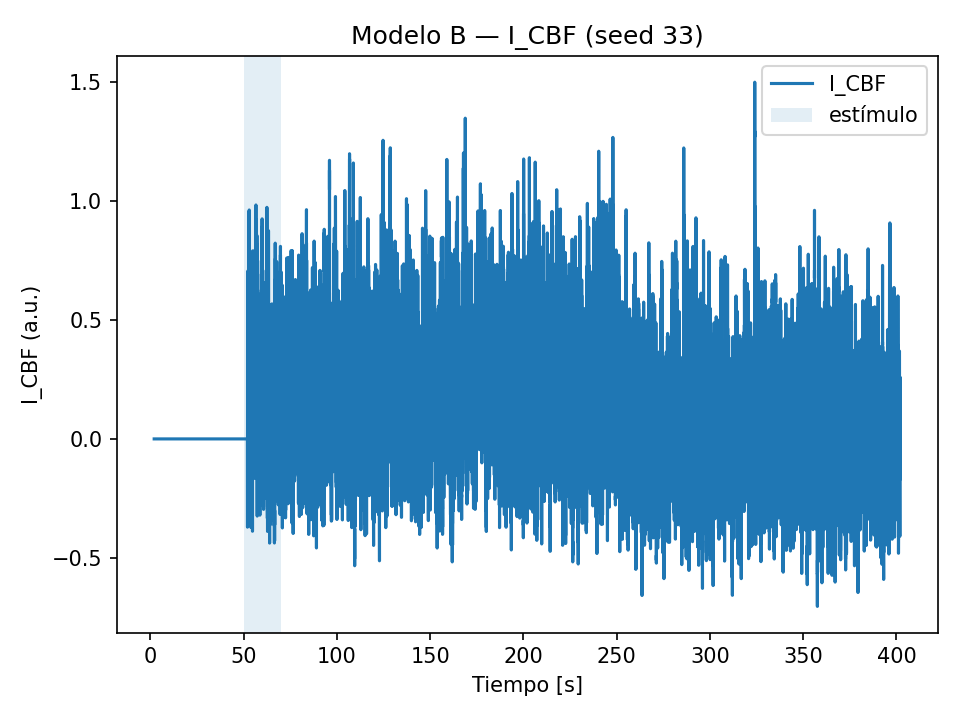 Modelo B — I_CBF (seed 33)
I_CBF
estímulo
1.5
1.0
0.5
0.0
−0.5
I_CBF (a.u.)
0 50 100 150 200 250 300 350 400
Tiempo [s]